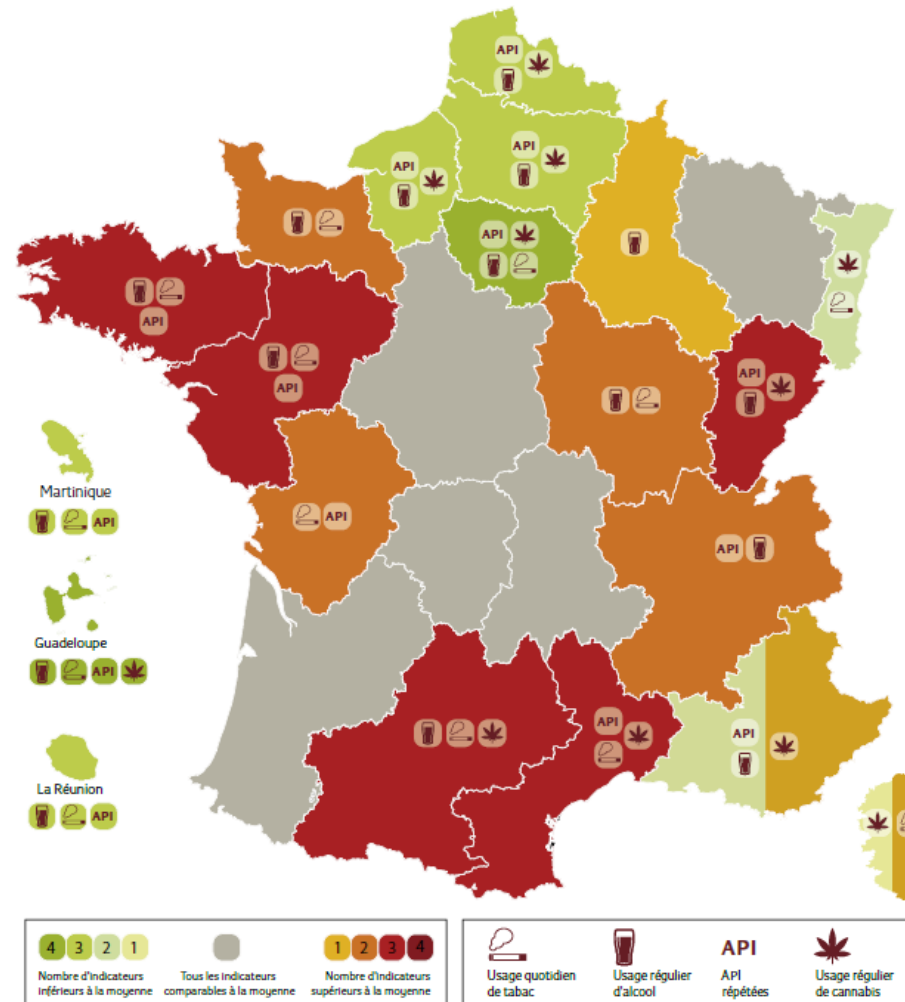 API
API
API
API
API
API
API
API
API
API
API
Martinique
API
Guadeloupe
API
La Réunion
API
4 3 2 1
Nombre d'indicateurs
inférieurs à la moyenne
Tous les indicateurs
comparables à la moyenne
1 2 3 4
Nombre d'indicateurs
supérieurs à la moyenne
Usage quotidien
de tabac
Usage régulier
d'alcool
API
API
répétées
Usage régulier
de cannabis